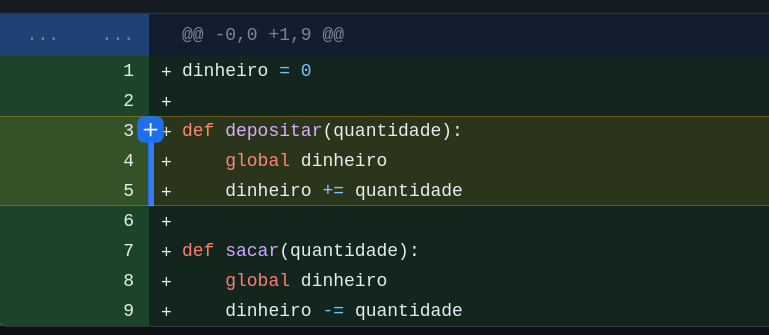 ... ... @@ -0,0 +1,9 @@
1 + dinheiro = 0
2 +
3 + def depositar(quantidade):
4 +     global dinheiro
5 +     dinheiro += quantidade
6 +
7 + def sacar(quantidade):
8 +     global dinheiro
9 +     dinheiro -= quantidade